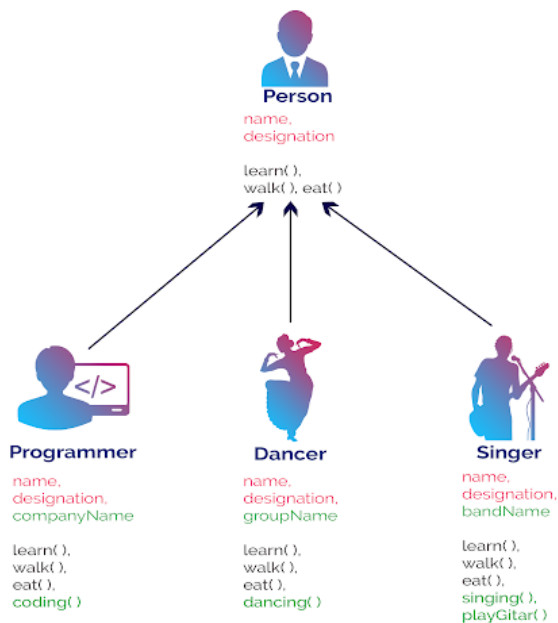 Person
name,
designation
learn( ),
walk( ), eat( )
</>
Programmer
name,
designation,
companyName
learn( ),
walk( ),
eat( ),
coding( )
Dancer
name,
designation,
groupName
learn( ),
walk( ),
eat( ),
dancing( )
Singer
name,
designation,
bandName
learn( ),
walk( ),
eat( ),
singing( ),
playGitar( )